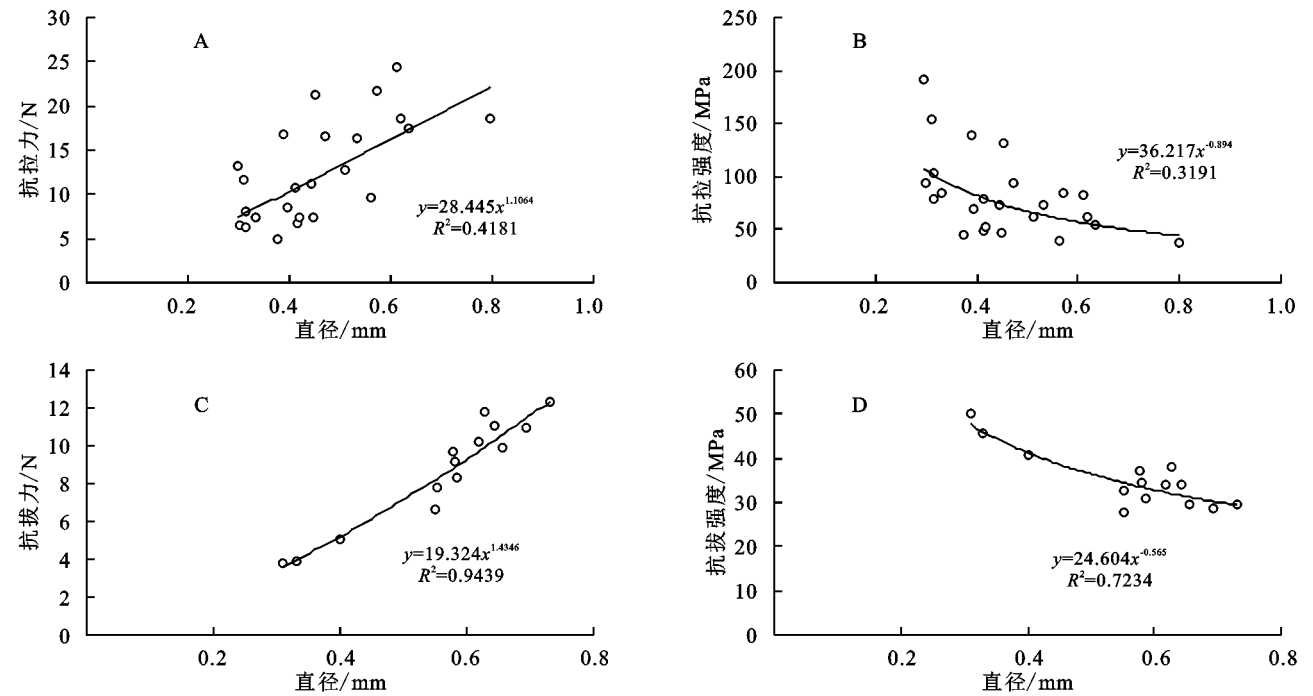 A
抗拉力/N
30
25
20
15
10
5
0
y=28.445x^1.1064
R²=0.4181
0.2 0.4 0.6 0.8 1.0
直径/mm
B
抗拉强度/MPa
250
200
150
100
50
0
y=36.217x^-0.894
R²=0.3191
0.2 0.4 0.6 0.8 1.0
直径/mm
C
抗拔力/N
14
12
10
8
6
4
2
0
y=19.324x^1.4346
R²=0.9439
0.2 0.4 0.6 0.8
直径/mm
D
抗拔强度/MPa
60
50
40
30
20
10
0
y=24.604x^-0.565
R²=0.7234
0.2 0.4 0.6 0.8
直径/mm